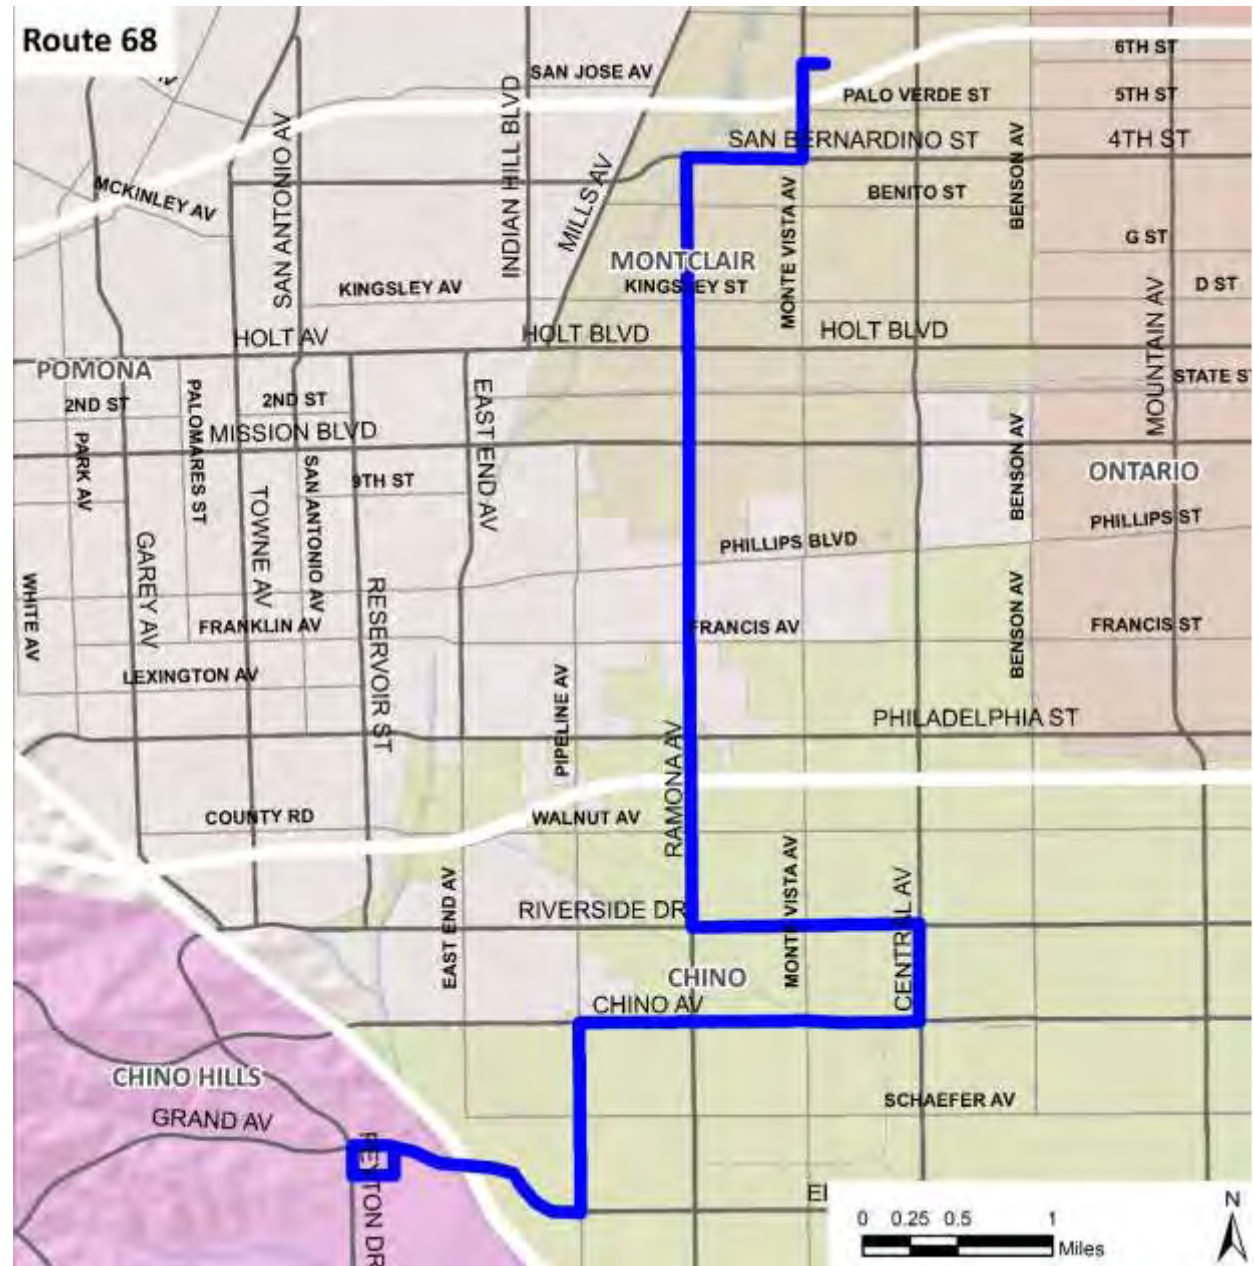 Route 68
6TH ST
SAN JOSE AV
PALO VERDE ST
5TH ST
SAN BERNARDINO ST
4TH ST
SAN ANTONIO AV
INDIAN HILL BLVD
MILLS AV
MCKINLEY AV
BENITO ST
BENSON AV
MONTE VISTA AV
G ST
MONTCLAIR
KINGSLEY AV
KINGSLEY ST
D ST
HOLT AV
HOLT BLVD
HOLT BLVD
MOUNTAIN AV
POMONA
STATE ST
2ND ST
2ND ST
PALOMARES ST
EAST END AV
MISSION BLVD
PARK AV
BENSON AV
SAN ANTONIO AV
9TH ST
ONTARIO
TOWNE AV
PHILLIPS ST
PHILLIPS BLVD
GAREY AV
WHITE AV
RESERVOIR ST
BENSON AV
FRANKLIN AV
FRANCIS AV
FRANCIS ST
LEXINGTON AV
PIPELINE AV
PHILADELPHIA ST
RAMONA AV
COUNTY RD
WALNUT AV
MONTE VISTA AV
CENTRAL AV
EAST END AV
RIVERSIDE DR
CHINO
CHINO AV
CHINO HILLS
SCHAEFER AV
GRAND AV
PEYTON DR
0 0.25 0.5 1
Miles
N